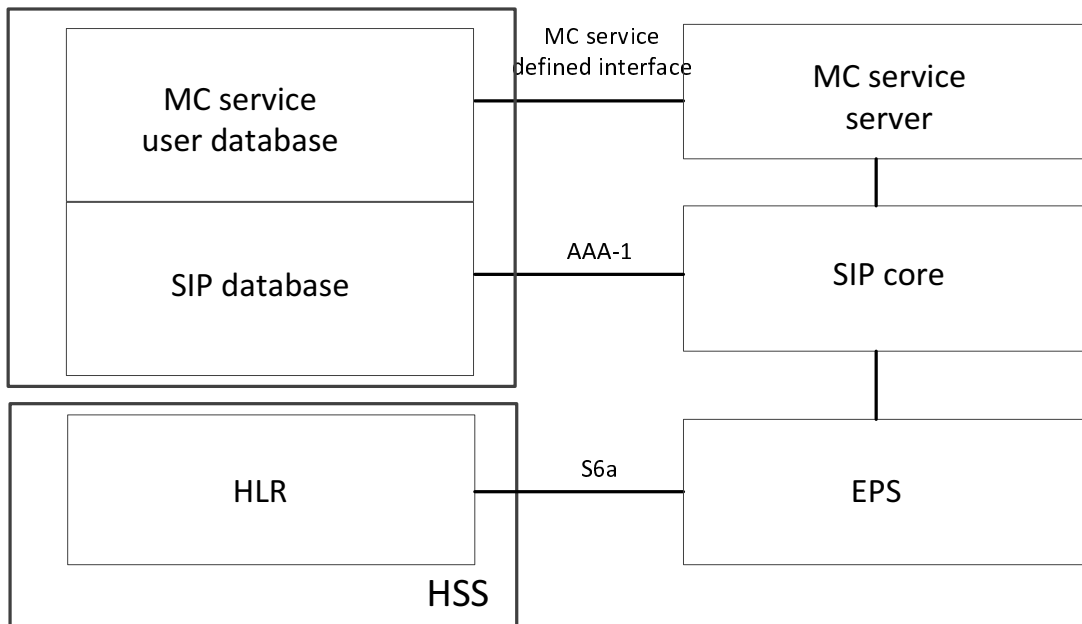 MC service
user database
MC service
defined interface
MC service
server
SIP database
AAA-1
SIP core
HLR
S6a
EPS
HSS